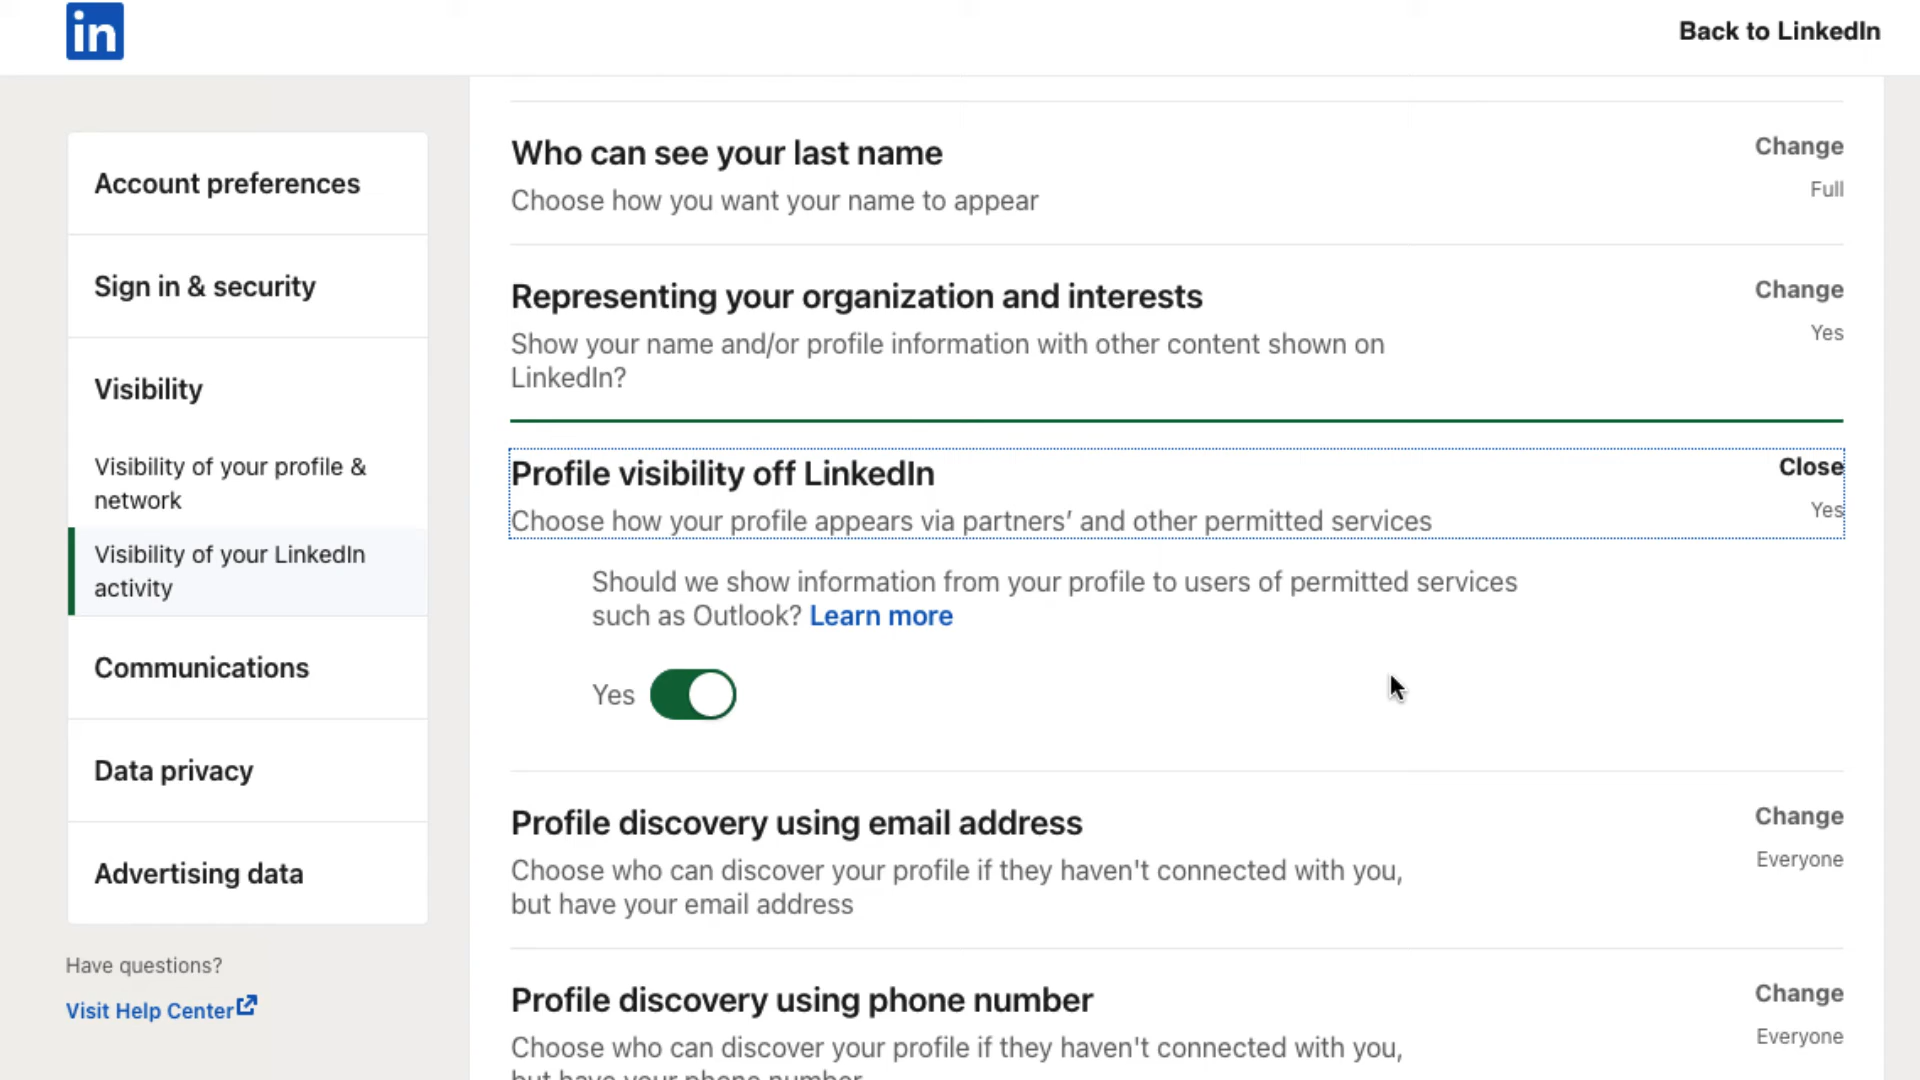 in
Back to LinkedIn
Account preferences
Sign in & security
Visibility
Visibility of your profile &
network
Visibility of your LinkedIn
activity
Communications
Data privacy
Advertising data
Have questions?
Visit Help Center
Who can see your last name
Change
Choose how you want your name to appear
Full
Representing your organization and interests
Change
Show your name and/or profile information with other content shown on
LinkedIn?
Yes
Profile visibility off LinkedIn
Close
Choose how your profile appears via partners’ and other permitted services
Yes
Should we show information from your profile to users of permitted services
such as Outlook? Learn more
Yes
Profile discovery using email address
Change
Choose who can discover your profile if they haven't connected with you,
but have your email address
Everyone
Profile discovery using phone number
Change
Choose who can discover your profile if they haven't connected with you,
but have your phone number
Everyone